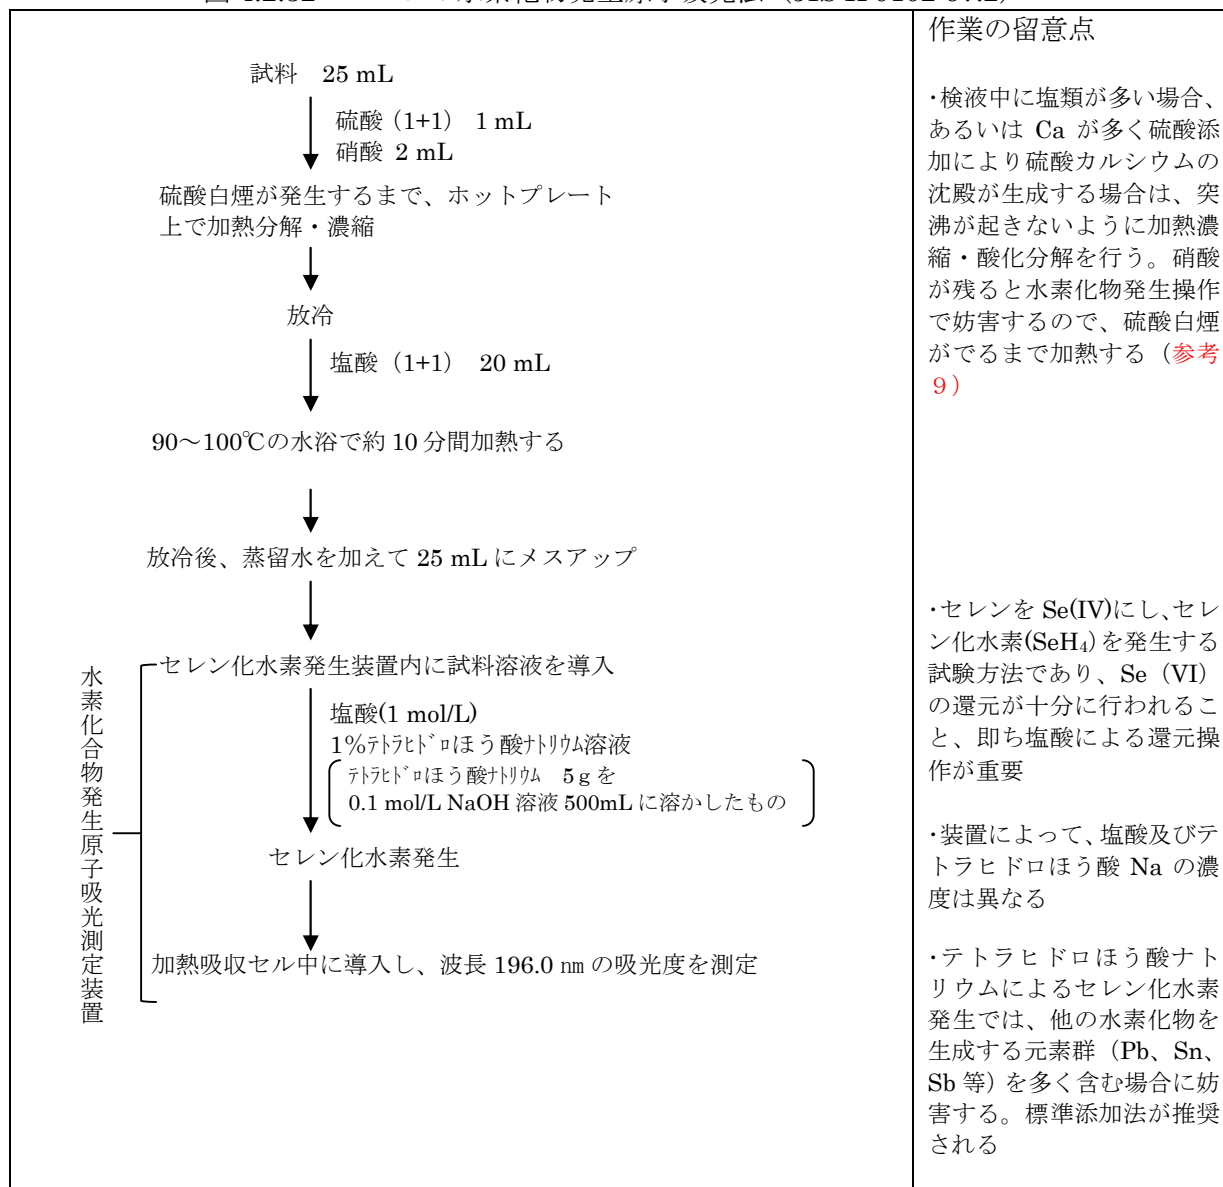 作業の留意点
試料 25 mL
硫酸（1+1） 1 mL
硝酸 2 mL
硫酸白煙が発生するまで、ホットプレート
上で加熱分解・濃縮
放冷
塩酸（1+1） 20 mL
90～100℃の水浴で約 10 分間加熱する
放冷後、蒸留水を加えて 25 mL にメスアップ
セレン化水素発生装置内に試料溶液を導入
塩酸(1 mol/L)
1%ﾃﾄﾗﾋﾄﾞﾛほう酸ﾅﾄﾘｳﾑ溶液
ﾃﾄﾗﾋﾄﾞﾛほう酸ﾅﾄﾘｳﾑ 5 g を
0.1 mol/L NaOH 溶液 500mL に溶かしたもの
セレン化水素発生
加熱吸収セル中に導入し、波長 196.0 ㎚ の吸光度を測定
水素化合物発生原子吸光測定装置
・検液中に塩類が多い場合、
あるいは Ca が多く硫酸添
加により硫酸カルシウムの
沈殿が生成する場合は、突
沸が起きないように加熱濃
縮・酸化分解を行う。硝酸
が残ると水素化物発生操作
で妨害するので、硫酸白煙
がでるまで加熱する（参考
９）
・セレンを Se(IV)にし、セレ
ン化水素(SeH₄)を発生する
試験方法であり、Se（VI）
の還元が十分に行われるこ
と、即ち塩酸による還元操
作が重要
・装置によって、塩酸及びテ
トラヒドロほう酸 Na の濃
度は異なる
・テトラヒドロほう酸ナト
リウムによるセレン化水素
発生では、他の水素化物を
生成する元素群（Pb、Sn、
Sb 等）を多く含む場合に妨
害する。標準添加法が推奨
される